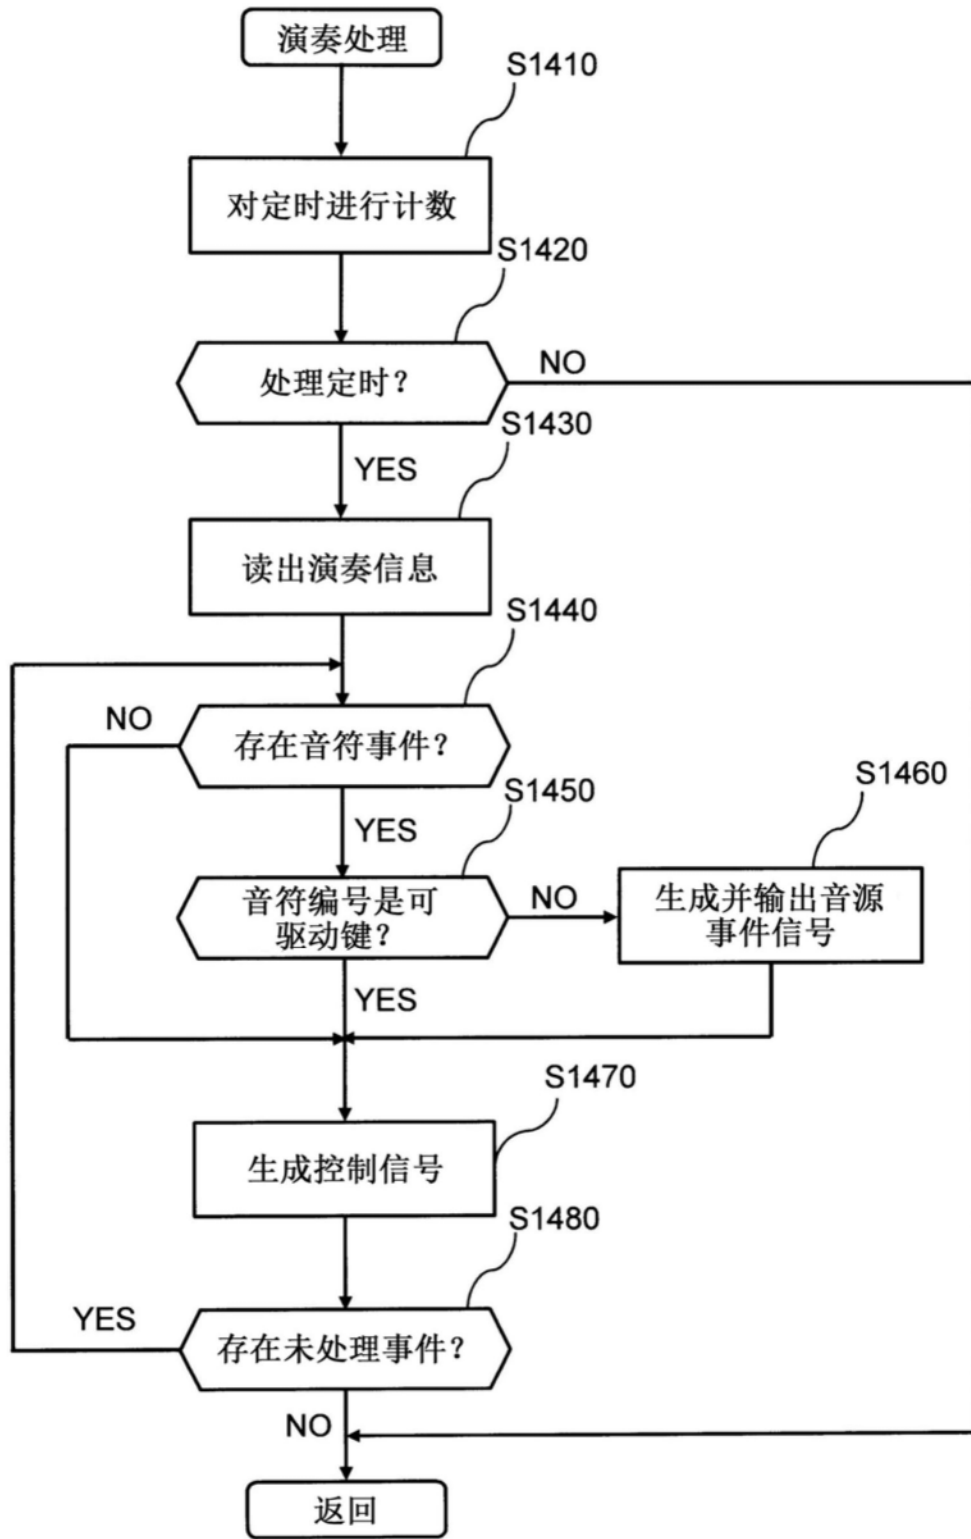 演奏处理
S1410
对定时进行计数
S1420
处理定时？
NO
S1430
YES
读出演奏信息
S1440
NO
存在音符事件？
S1450
S1460
YES
音符编号是可
驱动键？
NO
生成并输出音源
事件信号
YES
S1470
生成控制信号
S1480
YES
存在未处理事件？
NO
返回